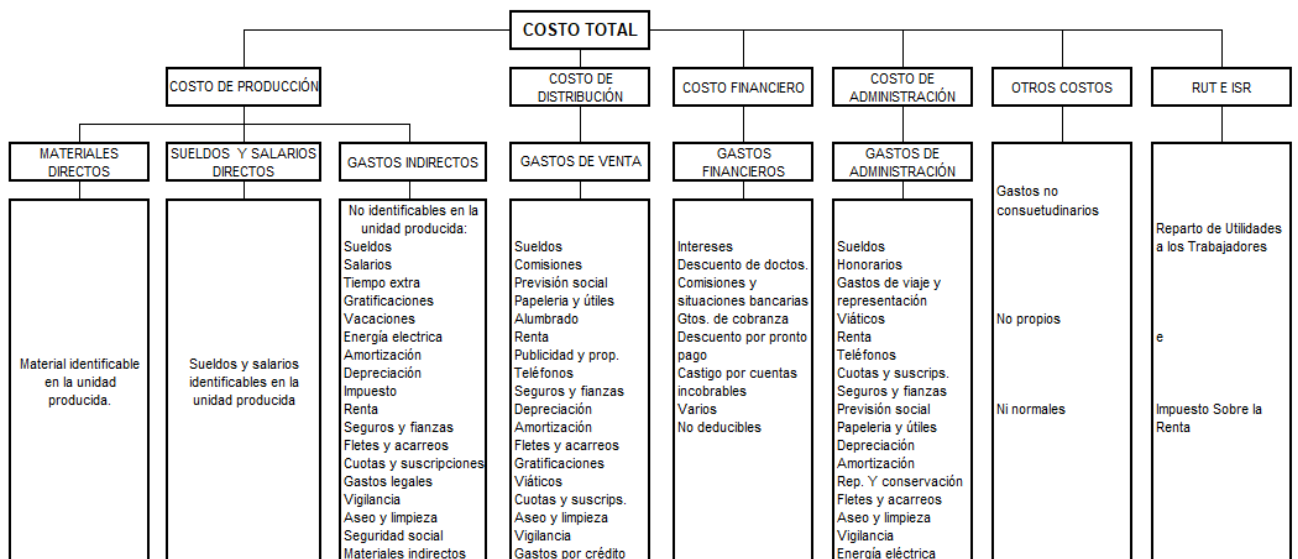 COSTO TOTAL
COSTO DE PRODUCCIÓN
COSTO DE
DISTRIBUCIÓN
COSTO FINANCIERO
COSTO DE
ADMINISTRACIÓN
OTROS COSTOS
RUT E ISR
MATERIALES
DIRECTOS
SUELDOS Y SALARIOS
DIRECTOS
GASTOS INDIRECTOS
GASTOS DE VENTA
GASTOS
FINANCIEROS
GASTOS DE
ADMINISTRACIÓN
Material identificable
en la unidad
producida.
Sueldos y salarios
identificables en la
unidad producida
No identificables en la
unidad producida:
Sueldos
Salarios
Tiempo extra
Gratificaciones
Vacaciones
Energía electrica
Amortización
Depreciación
Impuesto
Renta
Seguros y fianzas
Fletes y acarreos
Cuotas y suscripciones
Gastos legales
Vigilancia
Aseo y limpieza
Seguridad social
Materiales indirectos
Sueldos
Comisiones
Previsión social
Papeleria y útiles
Alumbrado
Renta
Publicidad y prop.
Teléfonos
Seguros y fianzas
Depreciación
Amortización
Fletes y acarreos
Gratificaciones
Viáticos
Cuotas y suscrips.
Aseo y limpieza
Vigilancia
Gastos por crédito
Intereses
Descuento de doctos.
Comisiones y
situaciones bancarias
Gtos. de cobranza
Descuento por pronto
pago
Castigo por cuentas
incobrables
Varios
No deducibles
Sueldos
Honorarios
Gastos de viaje y
representación
Viáticos
Renta
Teléfonos
Cuotas y suscrips.
Seguros y fianzas
Previsión social
Papeleria y útiles
Depreciación
Amortización
Rep. Y conservación
Fletes y acarreos
Aseo y limpieza
Vigilancia
Energía eléctrica
Gastos no
consuetudinarios
No propios
Ni normales
Reparto de Utilidades
a los Trabajadores
e
Impuesto Sobre la
Renta